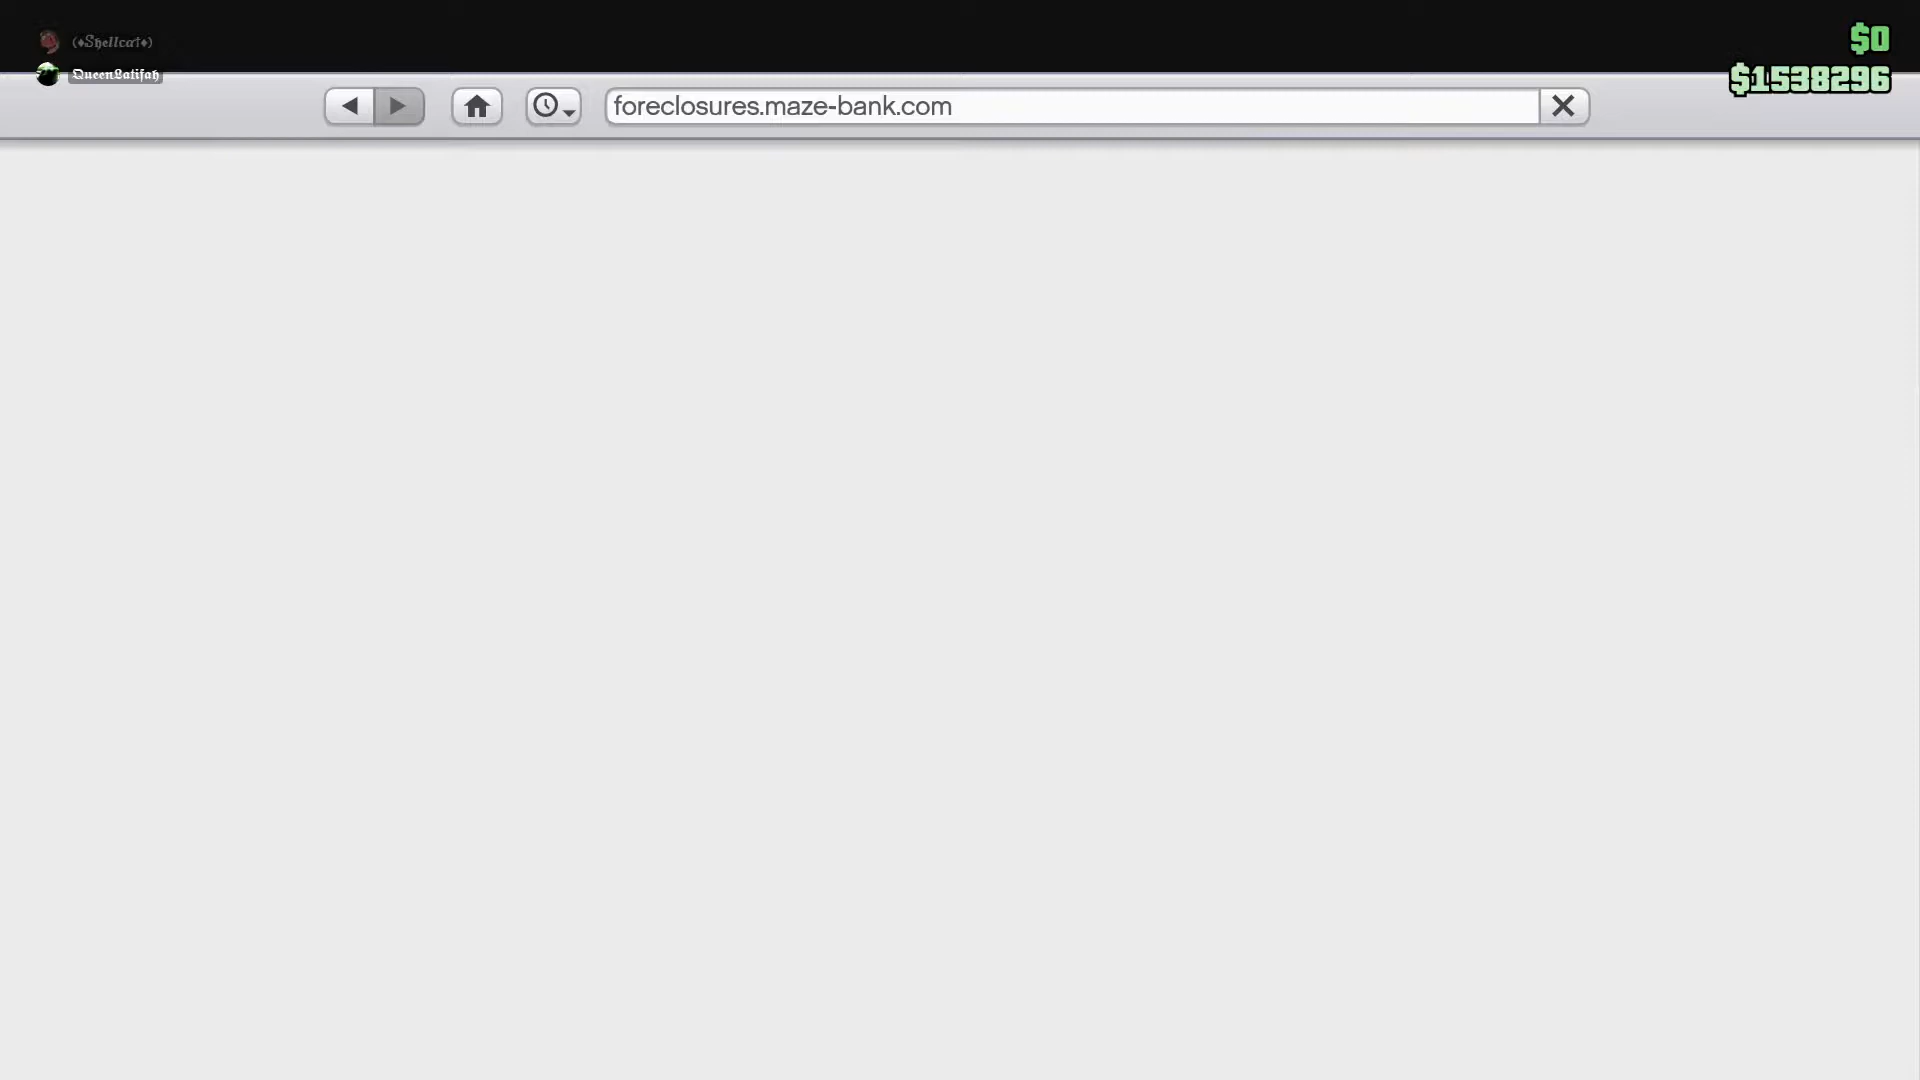 (♦Shellcat♦)
QueenLatifah
$0
$1538296
foreclosures.maze-bank.com